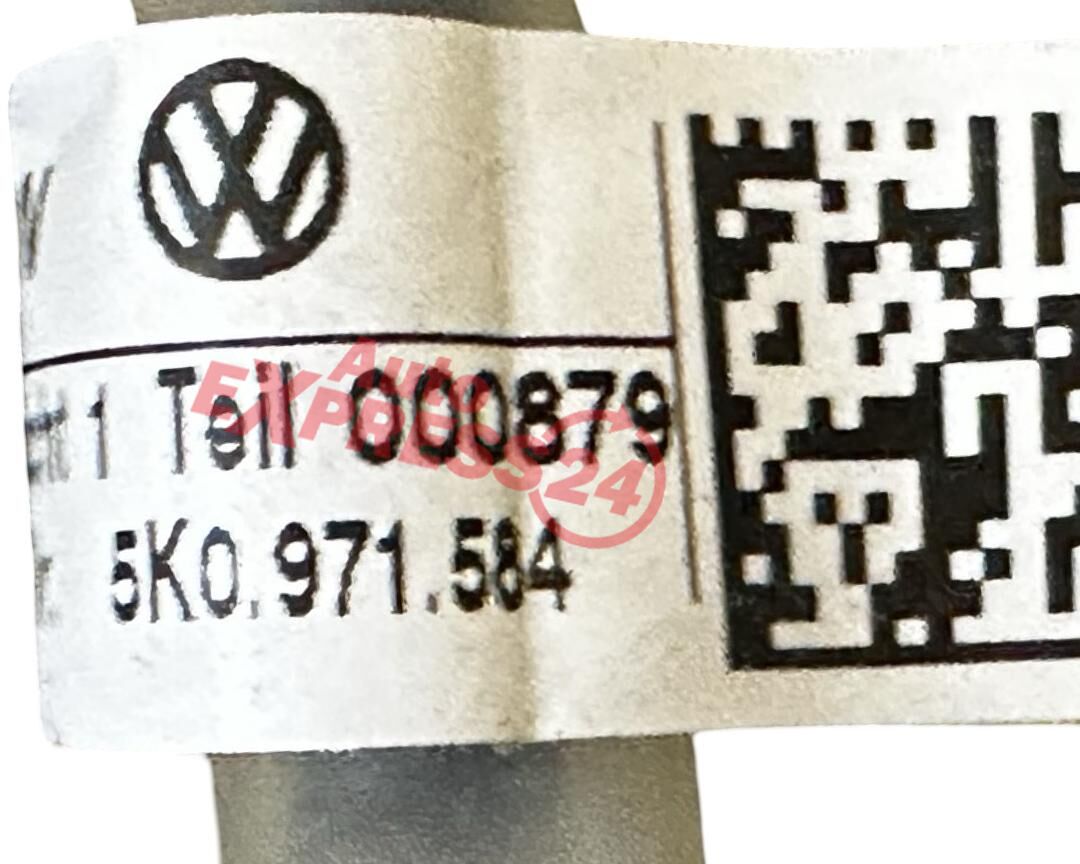 1 Teil 000879
5K0.971.584
Auto
EXPRESS24